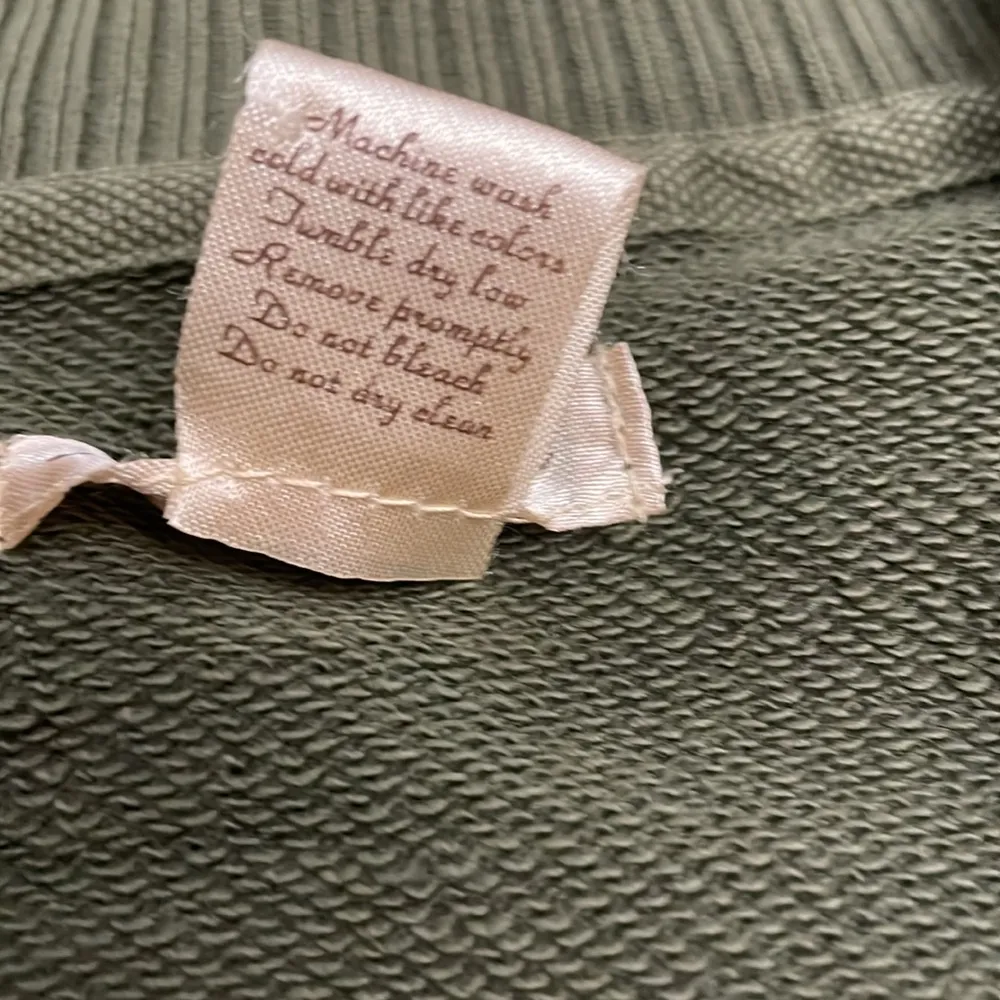 Machine wash
cold with like colors
Tumble dry low
Remove promptly
Do not bleach
Do not dry clean